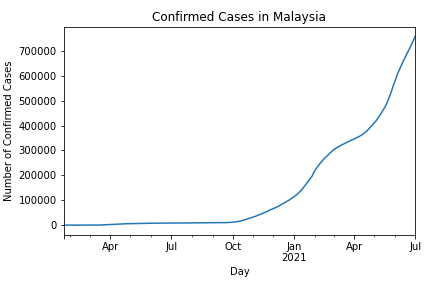 Confirmed Cases in Malaysia
Number of Confirmed Cases
700000
600000
500000
400000
300000
200000
100000
0
Apr
Jul
Oct
Jan
2021
Apr
Jul
Day